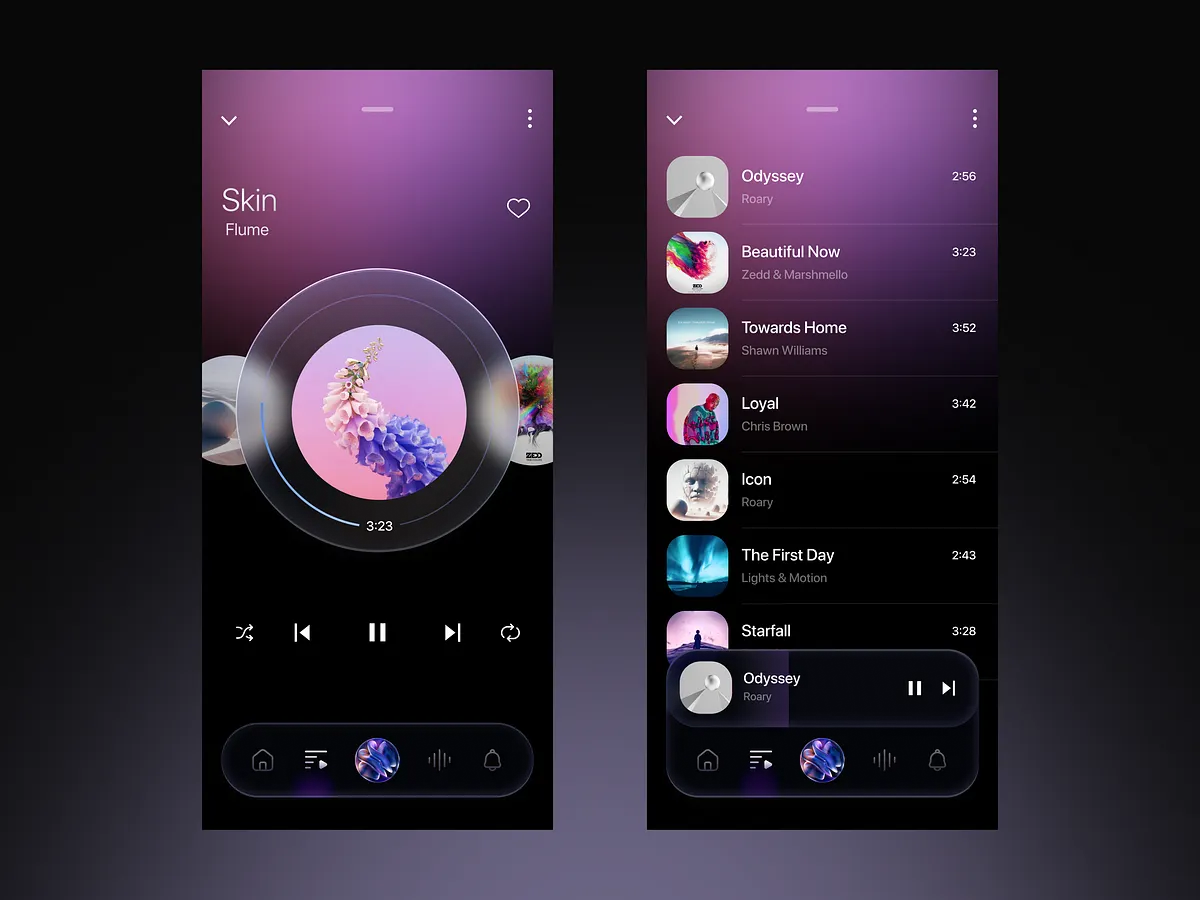 Skin
Flume
ZED
3:23
Odyssey
2:56
Roary
Beautiful Now
3:23
Zedd & Marshmello
ZED
Towards Home
3:52
Shawn Williams
Loyal
3:42
Chris Brown
Icon
2:54
Roary
The First Day
2:43
Lights & Motion
Starfall
3:28
Odyssey
Roary